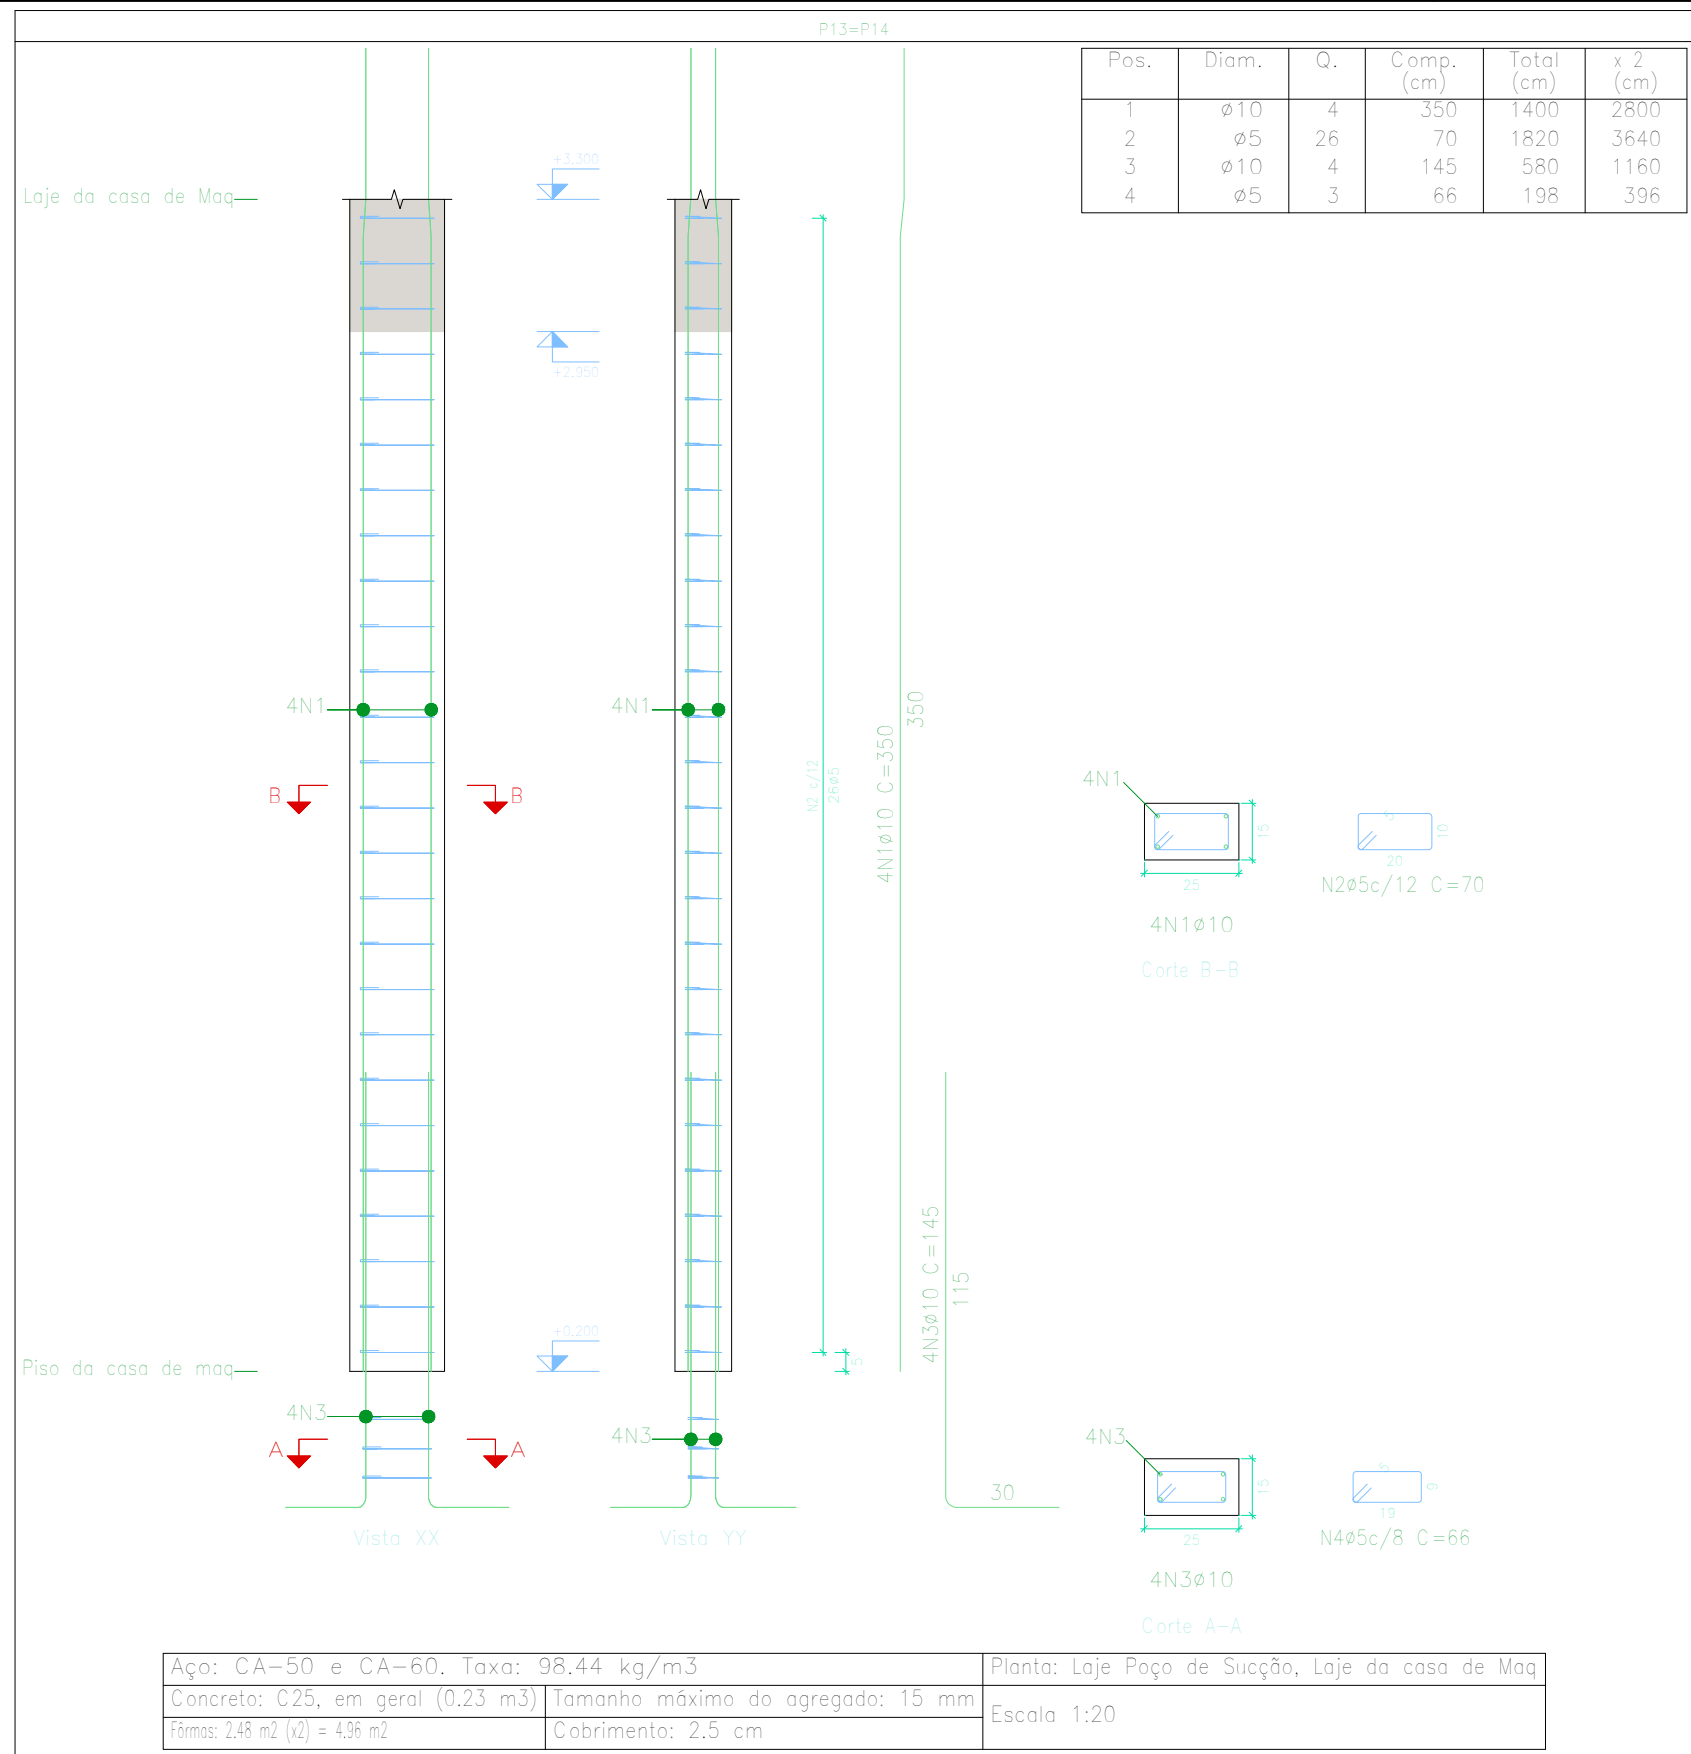 P13=P14
Pos. Diam. Q. Comp. (cm) Total (cm) x 2 (cm)
1 ø10 4 350 1400 2800
2 ø5 26 70 1820 3640
3 ø10 4 145 580 1160
4 ø5 3 66 198 396
+3.300
Laje da casa de Maq
+2.950
4N1
4N1
N2 c/12
26ø5
4N1ø10 C=350
350
B
B
4N1
15
25
4N1ø10
Corte B-B
5
10
20
N2ø5c/12 C=70
4N3ø10 C=145
115
+0.200
Piso da casa de maq
5
4N3
4N3
A
A
30
Vista XX
Vista YY
4N3
15
25
4N3ø10
Corte A-A
5
9
19
N4ø5c/8 C=66
Aço: CA-50 e CA-60. Taxa: 98.44 kg/m3
Planta: Laje Poço de Sucção, Laje da casa de Maq
Concreto: C25, em geral (0.23 m3)
Tamanho máximo do agregado: 15 mm
Escala 1:20
Fôrmas: 2.48 m2 (x2) = 4.96 m2
Cobrimento: 2.5 cm